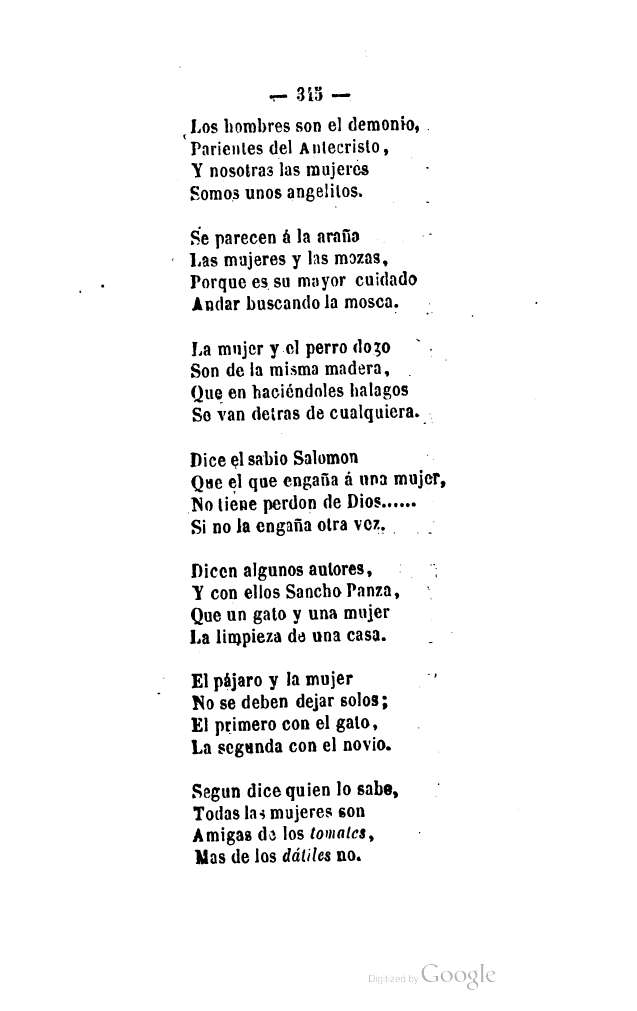 — 315 —
Los hombres son el demonio,
Parientes del Antecristo,
Y nosotras las mujeres
Somos unos angelitos.
Se parecen á la araña
Las mujeres y las mozas,
Porque es su mayor cuidado
Andar buscando la mosca.
La mujer y el perro dogo
Son de la misma madera,
Que en haciéndoles halagos
Se van detras de cualquiera.
Dice el sabio Salomon
Que el que engaña á una mujer,
No tiene perdon de Dios......
Si no la engaña otra vez.
Dicen algunos autores,
Y con ellos Sancho Panza,
Que un gato y una mujer
La limpieza de una casa.
El pájaro y la mujer
No se deben dejar solos;
El primero con el gato,
La segunda con el novio.
Segun dice quien lo sabe,
Todas las mujeres son
Amigas de los tomates,
Mas de los dátiles no.
Digitized by Google